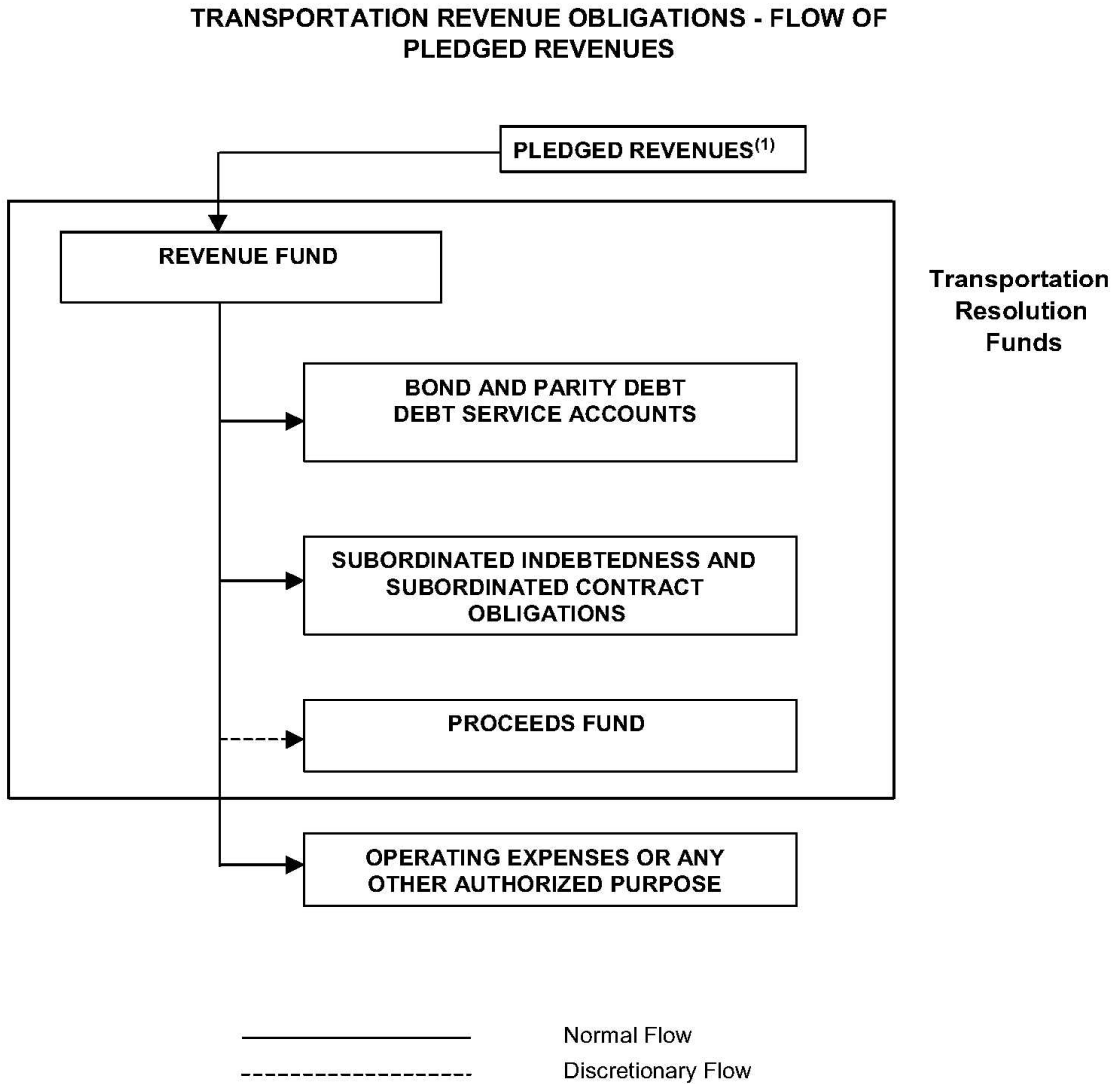 TRANSPORTATION REVENUE OBLIGATIONS - FLOW OF
PLEDGED REVENUES
PLEDGED REVENUES(1)
REVENUE FUND
Transportation
Resolution
Funds
BOND AND PARITY DEBT
DEBT SERVICE ACCOUNTS
SUBORDINATED INDEBTEDNESS AND
SUBORDINATED CONTRACT
OBLIGATIONS
PROCEEDS FUND
OPERATING EXPENSES OR ANY
OTHER AUTHORIZED PURPOSE
Normal Flow
Discretionary Flow